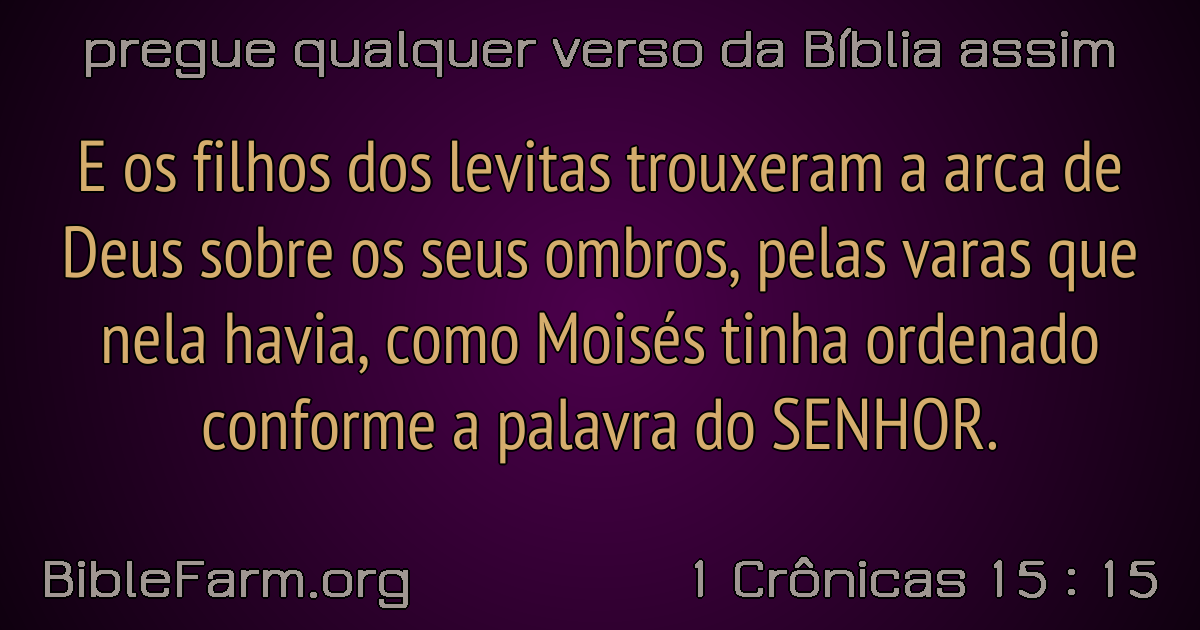 pregue qualquer verso da Bíblia assim
E os filhos dos levitas trouxeram a arca de
Deus sobre os seus ombros, pelas varas que
nela havia, como Moisés tinha ordenado
conforme a palavra do SENHOR.
BibleFarm.org
1 Crônicas 15 : 15